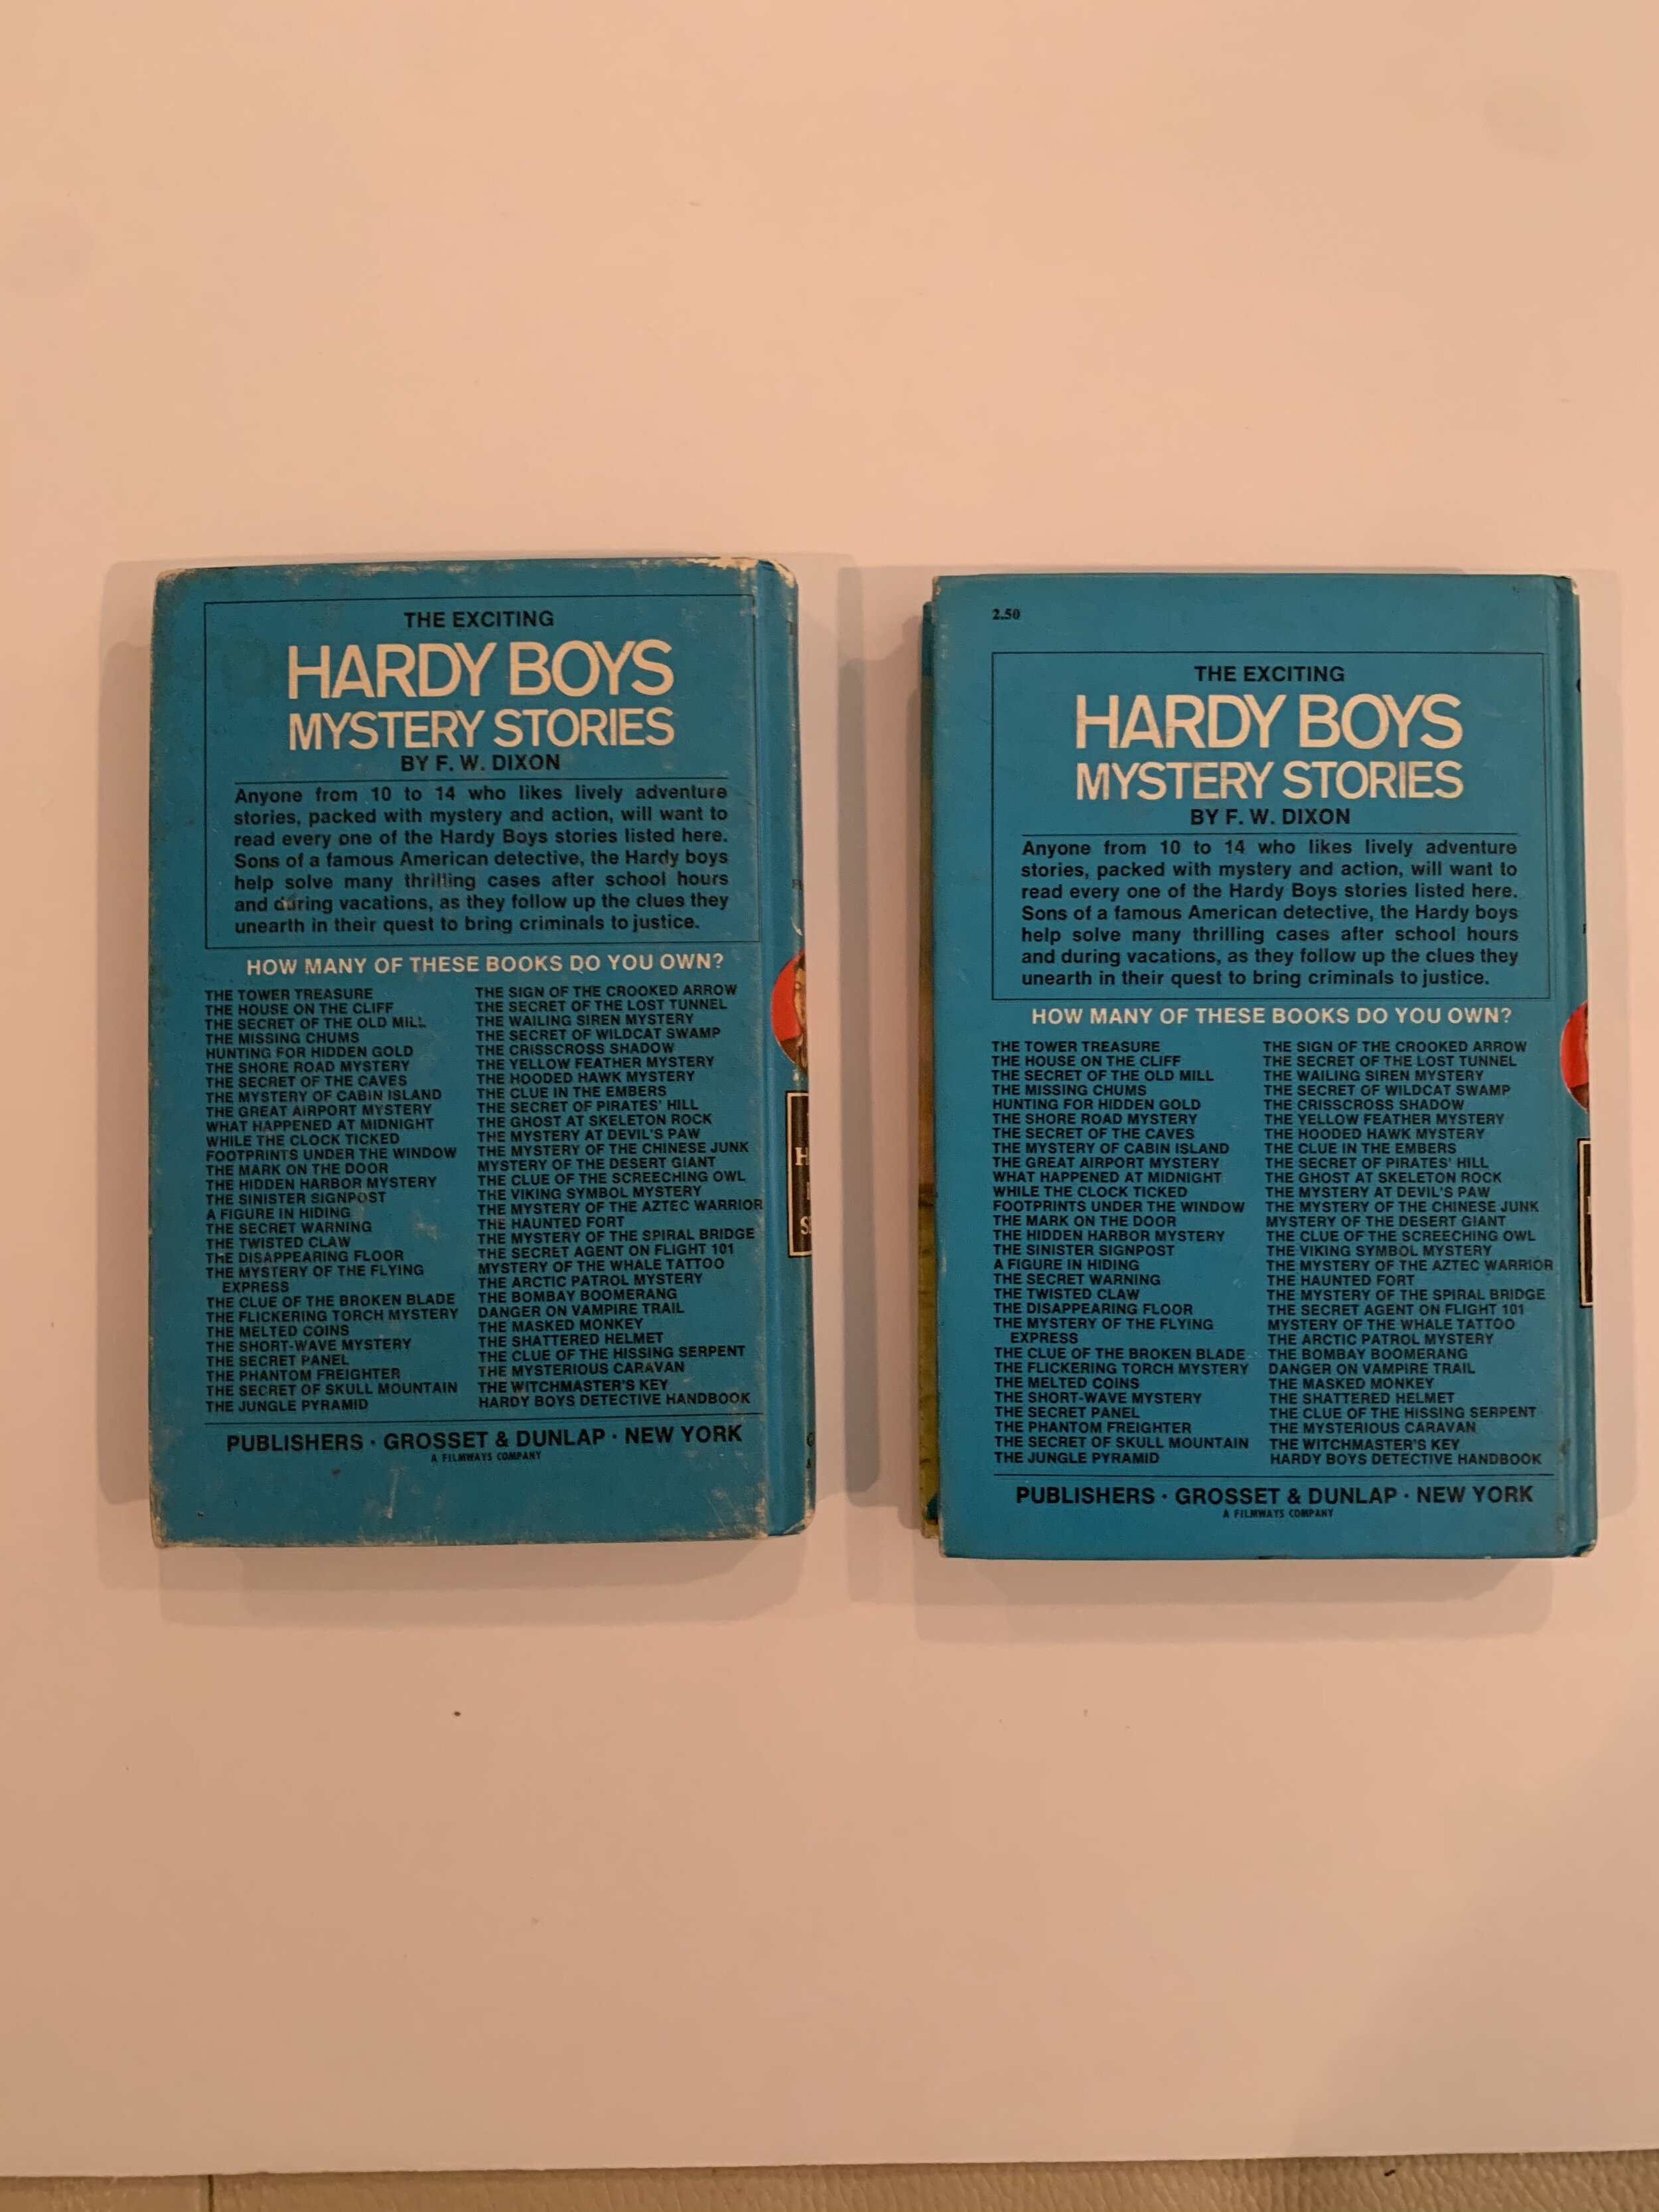 THE EXCITING
HARDY BOYS
MYSTERY STORIES
BY F. W. DIXON
Anyone from 10 to 14 who likes lively adventure
stories, packed with mystery and action, will want to
read every one of the Hardy Boys stories listed here.
Sons of a famous American detective, the Hardy boys
help solve many thrilling cases after school hours
and during vacations, as they follow up the clues they
unearth in their quest to bring criminals to justice.
HOW MANY OF THESE BOOKS DO YOU OWN?
THE TOWER TREASURE
THE HOUSE ON THE CLIFF
THE SECRET OF THE OLD MILL
THE MISSING CHUMS
HUNTING FOR HIDDEN GOLD
THE SHORE ROAD MYSTERY
THE SECRET OF THE CAVES
THE MYSTERY OF CABIN ISLAND
THE GREAT AIRPORT MYSTERY
WHAT HAPPENED AT MIDNIGHT
WHILE THE CLOCK TICKED
FOOTPRINTS UNDER THE WINDOW
THE MARK ON THE DOOR
THE HIDDEN HARBOR MYSTERY
THE SINISTER SIGNPOST
A FIGURE IN HIDING
THE SECRET WARNING
THE TWISTED CLAW
THE DISAPPEARING FLOOR
THE MYSTERY OF THE FLYING
EXPRESS
THE CLUE OF THE BROKEN BLADE
THE FLICKERING TORCH MYSTERY
THE MELTED COINS
THE SHORT-WAVE MYSTERY
THE SECRET PANEL
THE PHANTOM FREIGHTER
THE SECRET OF SKULL MOUNTAIN
THE JUNGLE PYRAMID
THE SIGN OF THE CROOKED ARROW
THE SECRET OF THE LOST TUNNEL
THE WAILING SIREN MYSTERY
THE SECRET OF WILDCAT SWAMP
THE CRISSCROSS SHADOW
THE YELLOW FEATHER MYSTERY
THE HOODED HAWK MYSTERY
THE CLUE IN THE EMBERS
THE SECRET OF PIRATES' HILL
THE GHOST AT SKELETON ROCK
THE MYSTERY AT DEVIL'S PAW
THE MYSTERY OF THE CHINESE JUNK
MYSTERY OF THE DESERT GIANT
THE CLUE OF THE SCREECHING OWL
THE VIKING SYMBOL MYSTERY
THE MYSTERY OF THE AZTEC WARRIOR
THE HAUNTED FORT
THE MYSTERY OF THE SPIRAL BRIDGE
THE SECRET AGENT ON FLIGHT 101
MYSTERY OF THE WHALE TATTOO
THE ARCTIC PATROL MYSTERY
THE BOMBAY BOOMERANG
DANGER ON VAMPIRE TRAIL
THE MASKED MONKEY
THE SHATTERED HELMET
THE CLUE OF THE HISSING SERPENT
THE MYSTERIOUS CARAVAN
THE WITCHMASTER'S KEY
HARDY BOYS DETECTIVE HANDBOOK
PUBLISHERS · GROSSET & DUNLAP · NEW YORK
A FILMWAYS COMPANY
2.50
THE EXCITING
HARDY BOYS
MYSTERY STORIES
BY F. W. DIXON
Anyone from 10 to 14 who likes lively adventure
stories, packed with mystery and action, will want to
read every one of the Hardy Boys stories listed here.
Sons of a famous American detective, the Hardy boys
help solve many thrilling cases after school hours
and during vacations, as they follow up the clues they
unearth in their quest to bring criminals to justice.
HOW MANY OF THESE BOOKS DO YOU OWN?
THE TOWER TREASURE
THE HOUSE ON THE CLIFF
THE SECRET OF THE OLD MILL
THE MISSING CHUMS
HUNTING FOR HIDDEN GOLD
THE SHORE ROAD MYSTERY
THE SECRET OF THE CAVES
THE MYSTERY OF CABIN ISLAND
THE GREAT AIRPORT MYSTERY
WHAT HAPPENED AT MIDNIGHT
WHILE THE CLOCK TICKED
FOOTPRINTS UNDER THE WINDOW
THE MARK ON THE DOOR
THE HIDDEN HARBOR MYSTERY
THE SINISTER SIGNPOST
A FIGURE IN HIDING
THE SECRET WARNING
THE TWISTED CLAW
THE DISAPPEARING FLOOR
THE MYSTERY OF THE FLYING
EXPRESS
THE CLUE OF THE BROKEN BLADE
THE FLICKERING TORCH MYSTERY
THE MELTED COINS
THE SHORT-WAVE MYSTERY
THE SECRET PANEL
THE PHANTOM FREIGHTER
THE SECRET OF SKULL MOUNTAIN
THE JUNGLE PYRAMID
THE SIGN OF THE CROOKED ARROW
THE SECRET OF THE LOST TUNNEL
THE WAILING SIREN MYSTERY
THE SECRET OF WILDCAT SWAMP
THE CRISSCROSS SHADOW
THE YELLOW FEATHER MYSTERY
THE HOODED HAWK MYSTERY
THE CLUE IN THE EMBERS
THE SECRET OF PIRATES' HILL
THE GHOST AT SKELETON ROCK
THE MYSTERY AT DEVIL'S PAW
THE MYSTERY OF THE CHINESE JUNK
MYSTERY OF THE DESERT GIANT
THE CLUE OF THE SCREECHING OWL
THE VIKING SYMBOL MYSTERY
THE MYSTERY OF THE AZTEC WARRIOR
THE HAUNTED FORT
THE MYSTERY OF THE SPIRAL BRIDGE
THE SECRET AGENT ON FLIGHT 101
MYSTERY OF THE WHALE TATTOO
THE ARCTIC PATROL MYSTERY
THE BOMBAY BOOMERANG
DANGER ON VAMPIRE TRAIL
THE MASKED MONKEY
THE SHATTERED HELMET
THE CLUE OF THE HISSING SERPENT
THE MYSTERIOUS CARAVAN
THE WITCHMASTER'S KEY
HARDY BOYS DETECTIVE HANDBOOK
PUBLISHERS · GROSSET & DUNLAP · NEW YORK
A FILMWAYS COMPANY